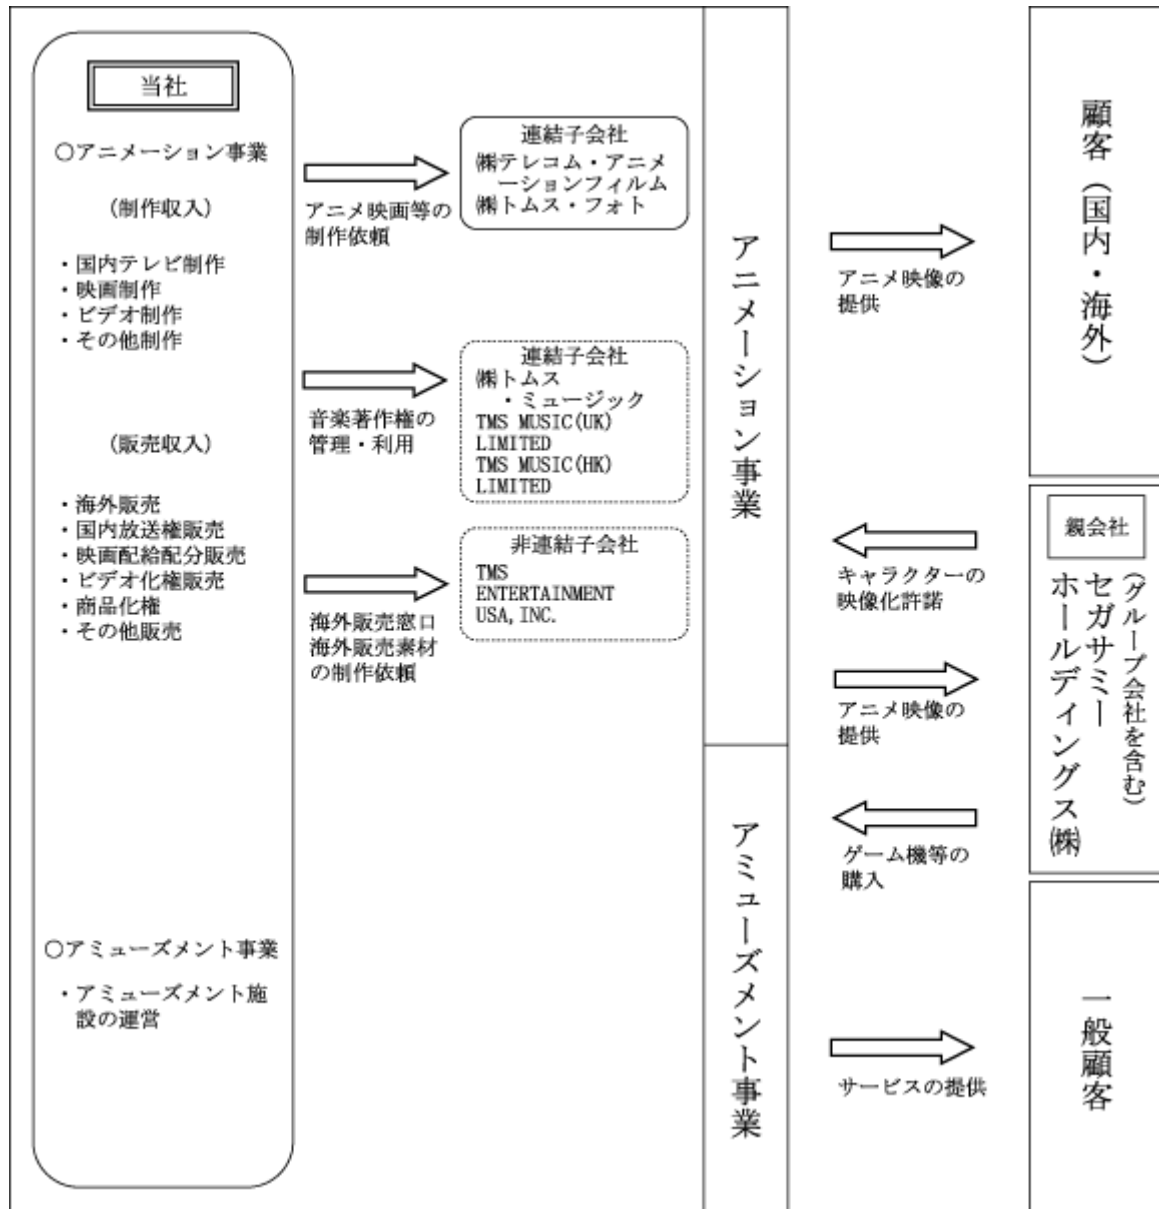 当社
○アニメーション事業
(制作収入)
・国内テレビ制作
・映画制作
・ビデオ制作
・その他制作
(販売収入)
・海外販売
・国内放送権販売
・映画配給配分販売
・ビデオ化権販売
・商品化権
・その他販売
○アミューズメント事業
・アミューズメント施
設の運営
アニメ映画等の
制作依頼
音楽著作権の
管理・利用
海外販売窓口
海外販売素材
の制作依頼
連結子会社
㈱テレコム・アニメ
ーションフィルム
㈱トムス・フォト
連結子会社
㈱トムス
・ミュージック
TMS MUSIC(UK)
LIMITED
TMS MUSIC(HK)
LIMITED
非連結子会社
TMS
ENTERTAINMENT
USA,INC.
アニメーション事業
アミューズメント事業
アニメ映像の
提供
キャラクターの
映像化許諾
アニメ映像の
提供
ゲーム機等の
購入
サービスの提供
顧客(国内・海外)
親会社
(グループ会社を含む)
セガサミー
ホールディングス㈱
一般顧客